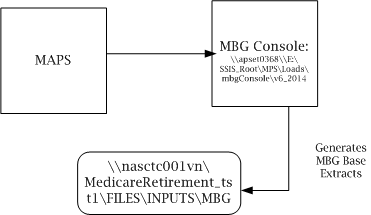 MAPS
MBG Console:
\\apset0368\\E:\
SSIS_Root\MPS\Loads\
mbgConsole\v6_2014
Generates
MBG Base
Extracts
\\nasctc001vn\
MedicareRetirement_ts
t1\FILES\INPUTS\MBG